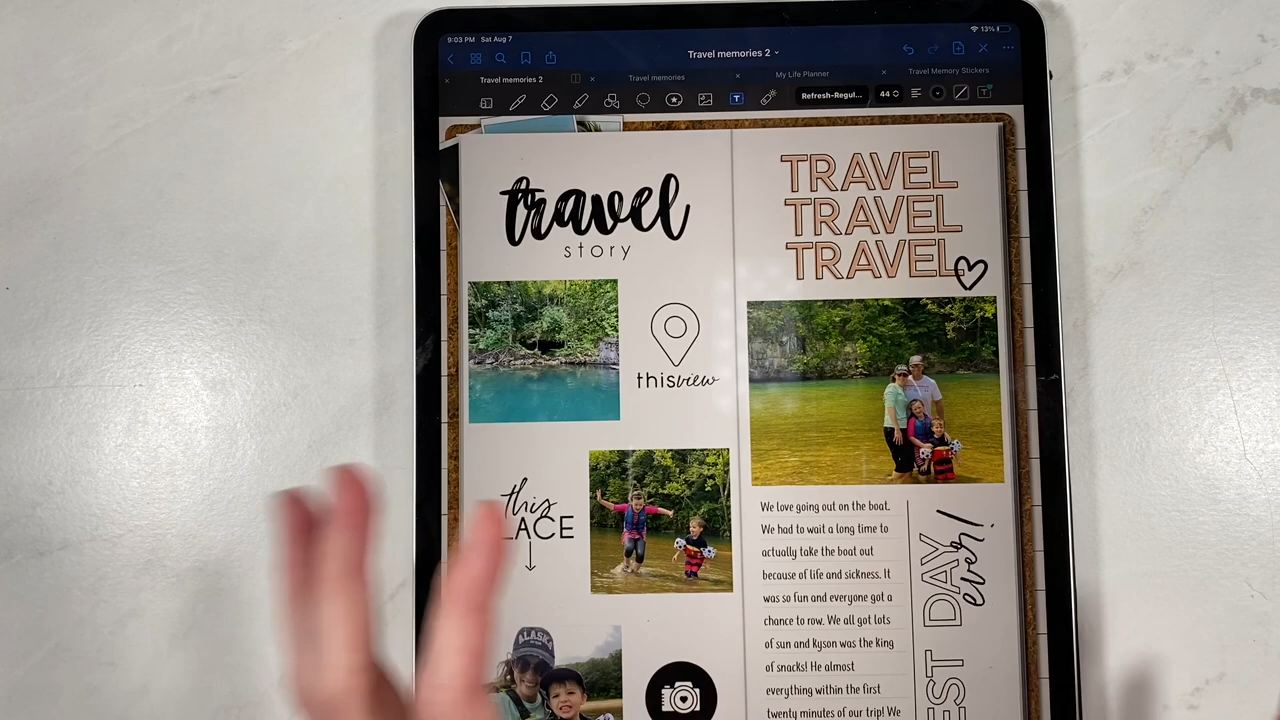 9:03 PM Sat Aug 7
13%
Travel memories 2
Travel memories 2
Travel memories
My Life Planner
Travel Memory Stickers
Refresh-Regul...
44
travel
story
thisview
this
LACE
ALASKA
TRAVEL
TRAVEL
TRAVEL
We love going out on the boat.
We had to wait a long time to
actually take the boat out
because of life and sickness. It
was so fun and everyone got a
chance to row. We all got lots
of sun and Kyson was the king
of snacks! He almost
everything within the first
twenty minutes of our trip! We
EST DAY
ever!